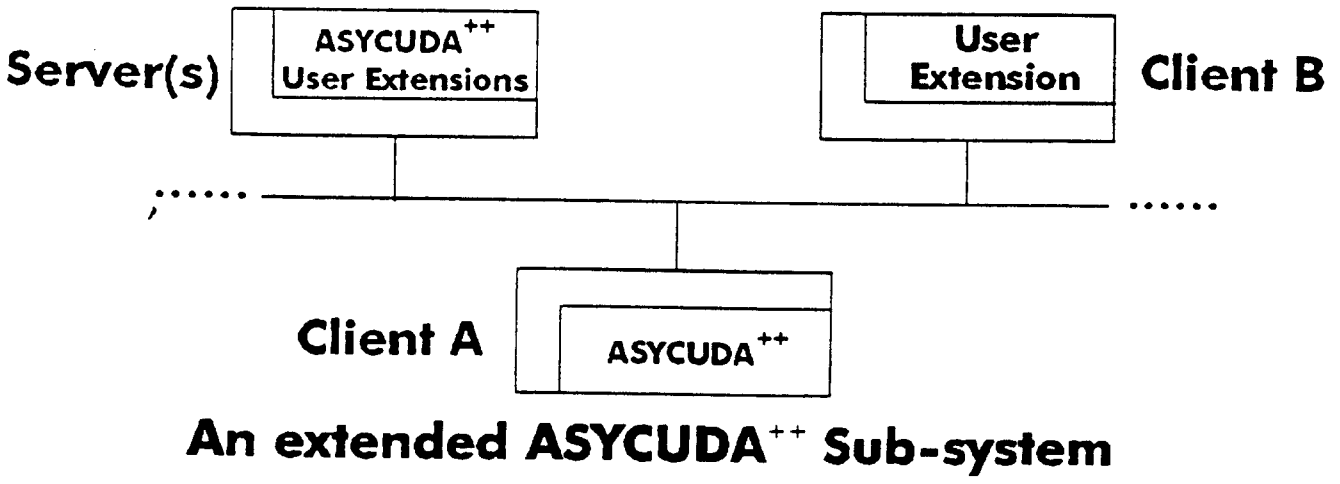 Server(s)
ASYCUDA++
User Extensions
User
Extension
Client B
Client A
ASYCUDA++
An extended ASYCUDA++ Sub-system